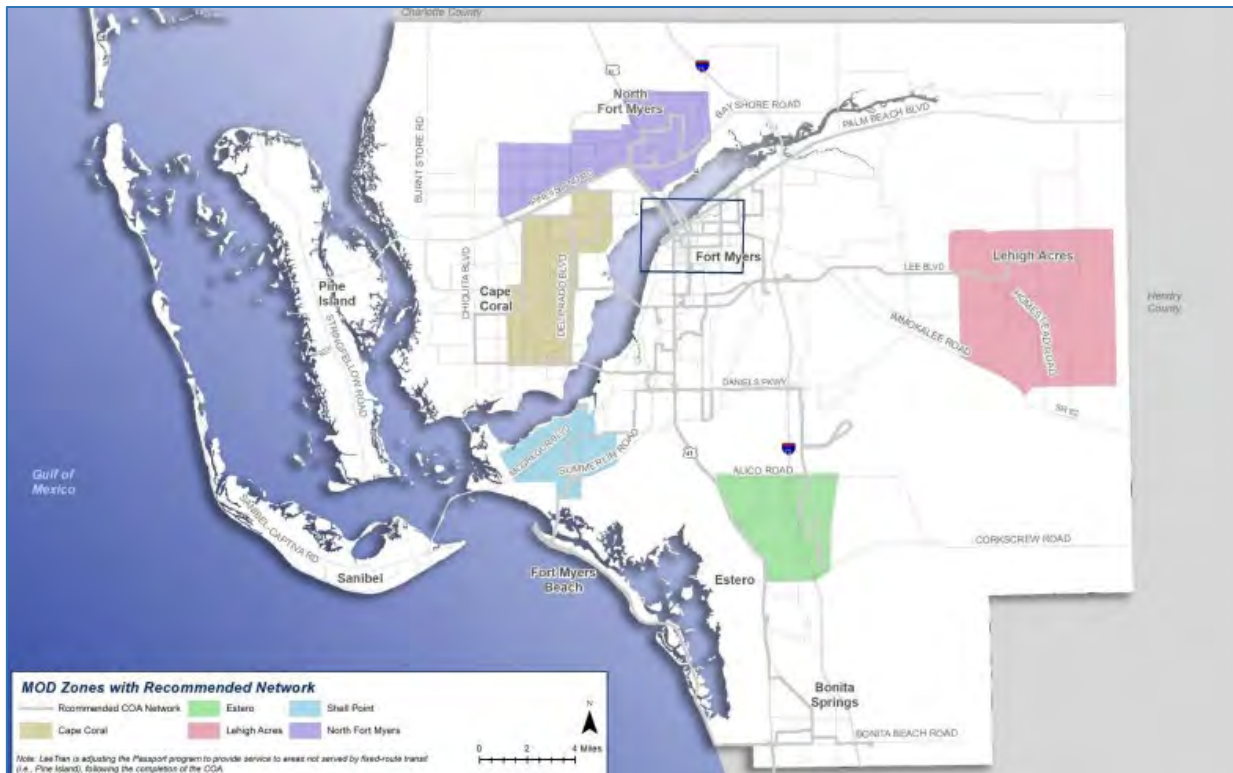 Charlotte County
North
Fort Myers
41
BAY SHORE ROAD
PALM BEACH BLVD
BURNT STORE RD
PINE ISLAND RD
Fort Myers
Lehigh Acres
LEE BLVD
HOMESTEAD ROAD
Hendry
County
Pine
Island
CHIQUITA BLVD
Cape
Coral
DEL PRADO BLVD
STRINGFELLOW ROAD
IMMOKALEE ROAD
DANIELS PKWY
SR 82
MCGREGOR BLVD
SUMMERLIN ROAD
41
ALICO ROAD
Gulf of
Mexico
SANIBEL-CAPTIVA RD
CORKSCREW ROAD
Sanibel
Fort Myers
Beach
Estero
Bonita
Springs
BONITA BEACH ROAD
MOD Zones with Recommended Network
Rcommended COA Network
Estero
Shell Point
Cape Coral
Lehigh Acres
North Fort Myers
N
0 2 4 Miles
Note: LeeTran is adjusting the Passport program to provide service to areas not served by fixed-route transit
(i.e., Pine Island), following the completion of the COA.